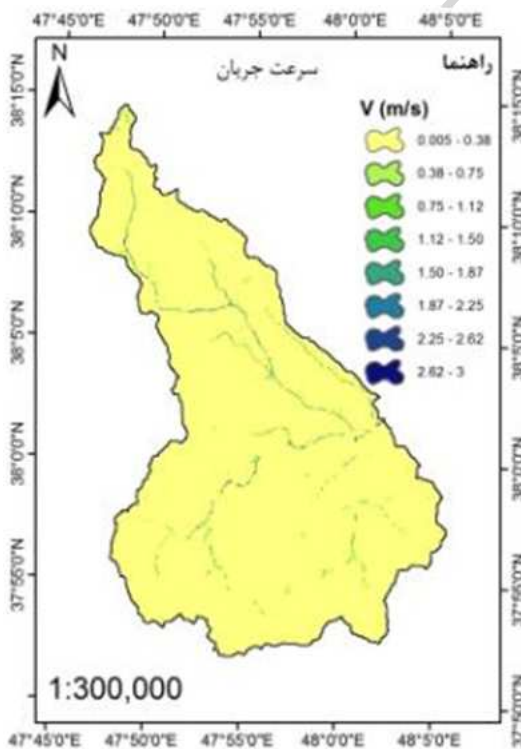 47°45'0"E 47°50'0"E 47°55'0"E 48°0'0"E 48°5'0"E
N
سرعت جریان
راهنما
V (m/s)
0.005 - 0.38
0.38 - 0.75
0.75 - 1.12
1.12 - 1.50
1.50 - 1.87
1.87 - 2.25
2.25 - 2.62
2.62 - 3
38°15'0"N
38°10'0"N
38°5'0"N
38°0'0"N
37°55'0"N
1:300,000
47°45'0"E 47°50'0"E 47°55'0"E 48°0'0"E 48°5'0"E